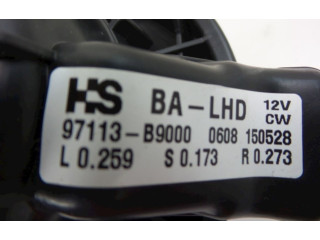 HS BA-LHD 12V CW
97113-B9000 0608 150528
L 0.259 S 0.173 R 0.273